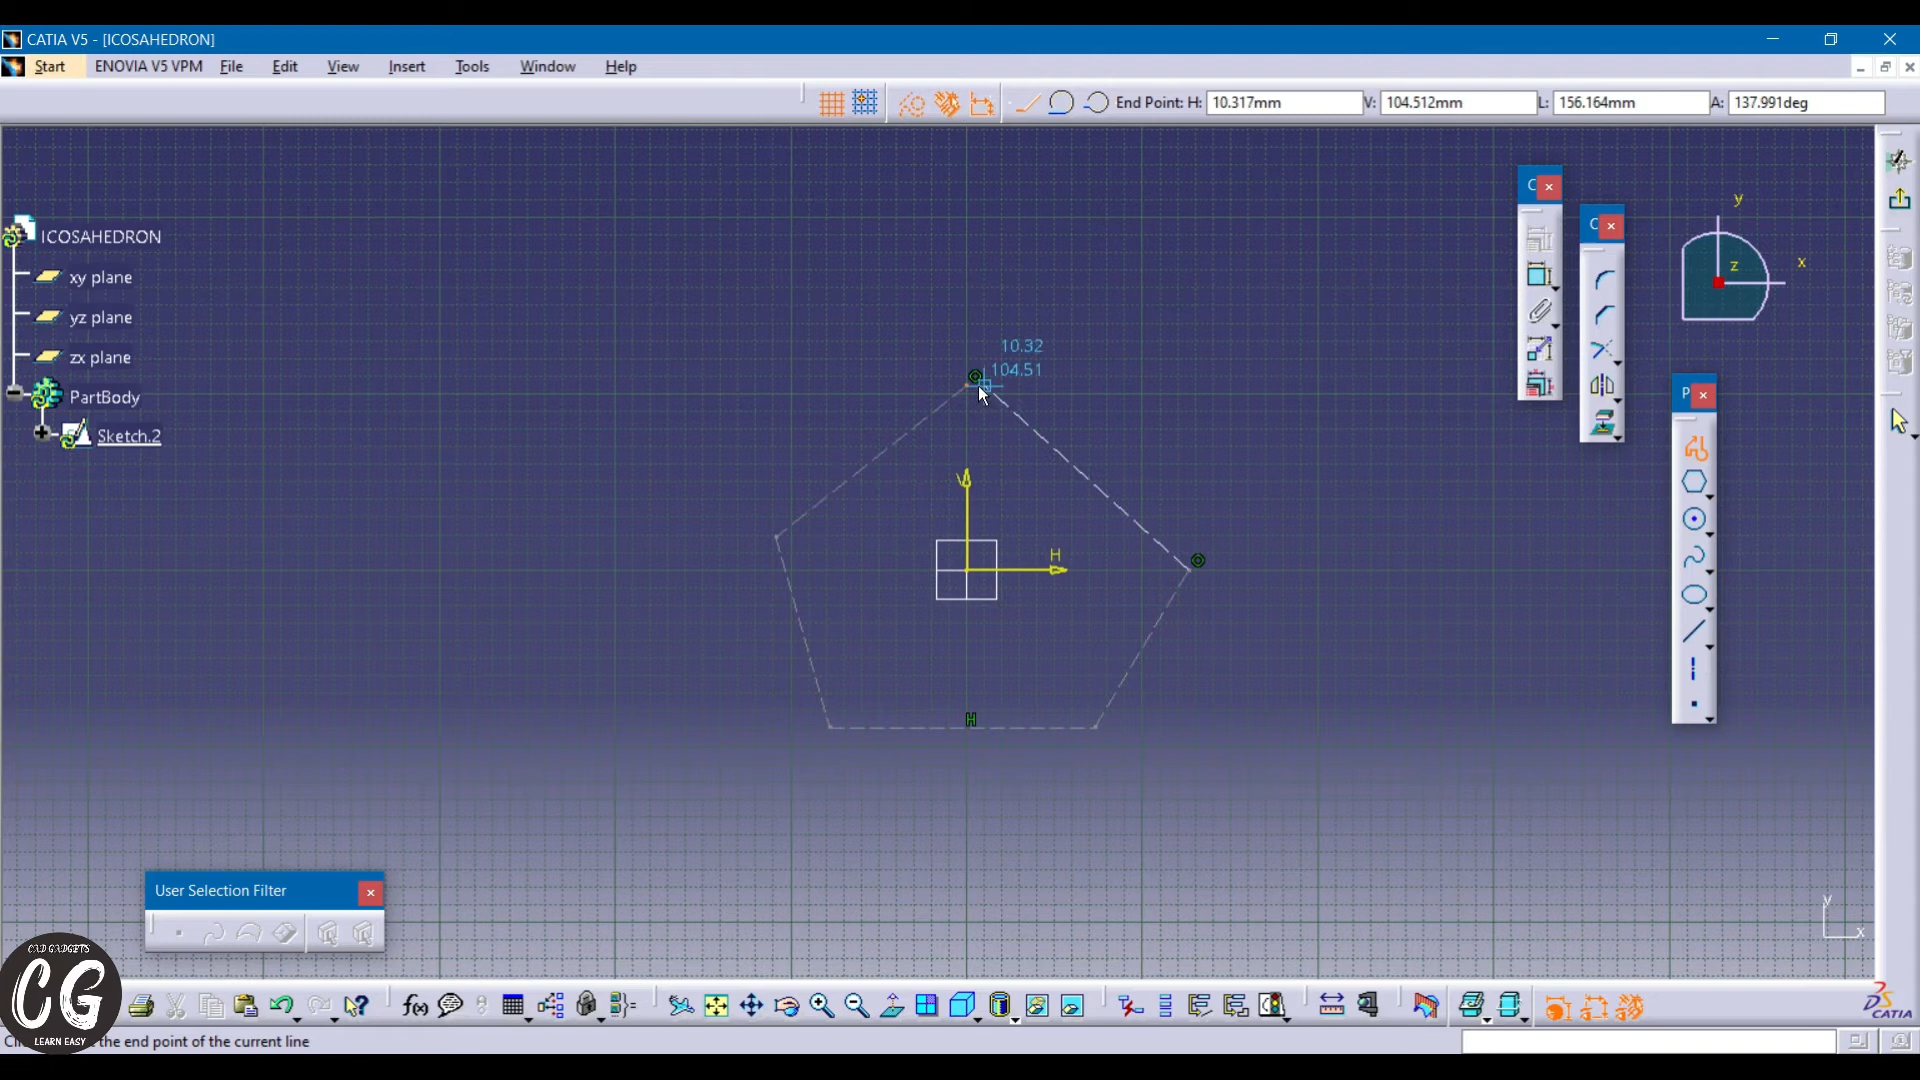 CATIA V5 - [ICOSAHEDRON]
Start ENOVIA V5 VPM File Edit View Insert Tools Window Help
End Point: H: 10.317mm V: 104.512mm L: 156.164mm A: 137.991deg
C
C
P
y
z
x
ICOSAHEDRON
xy plane
yz plane
zx plane
PartBody
Sketch.2
10.32
104.51
V
H
H
User Selection Filter
y
x
CAD GADGETS
CG
LEARN EASY
f(x)
CATIA
the end point of the current line